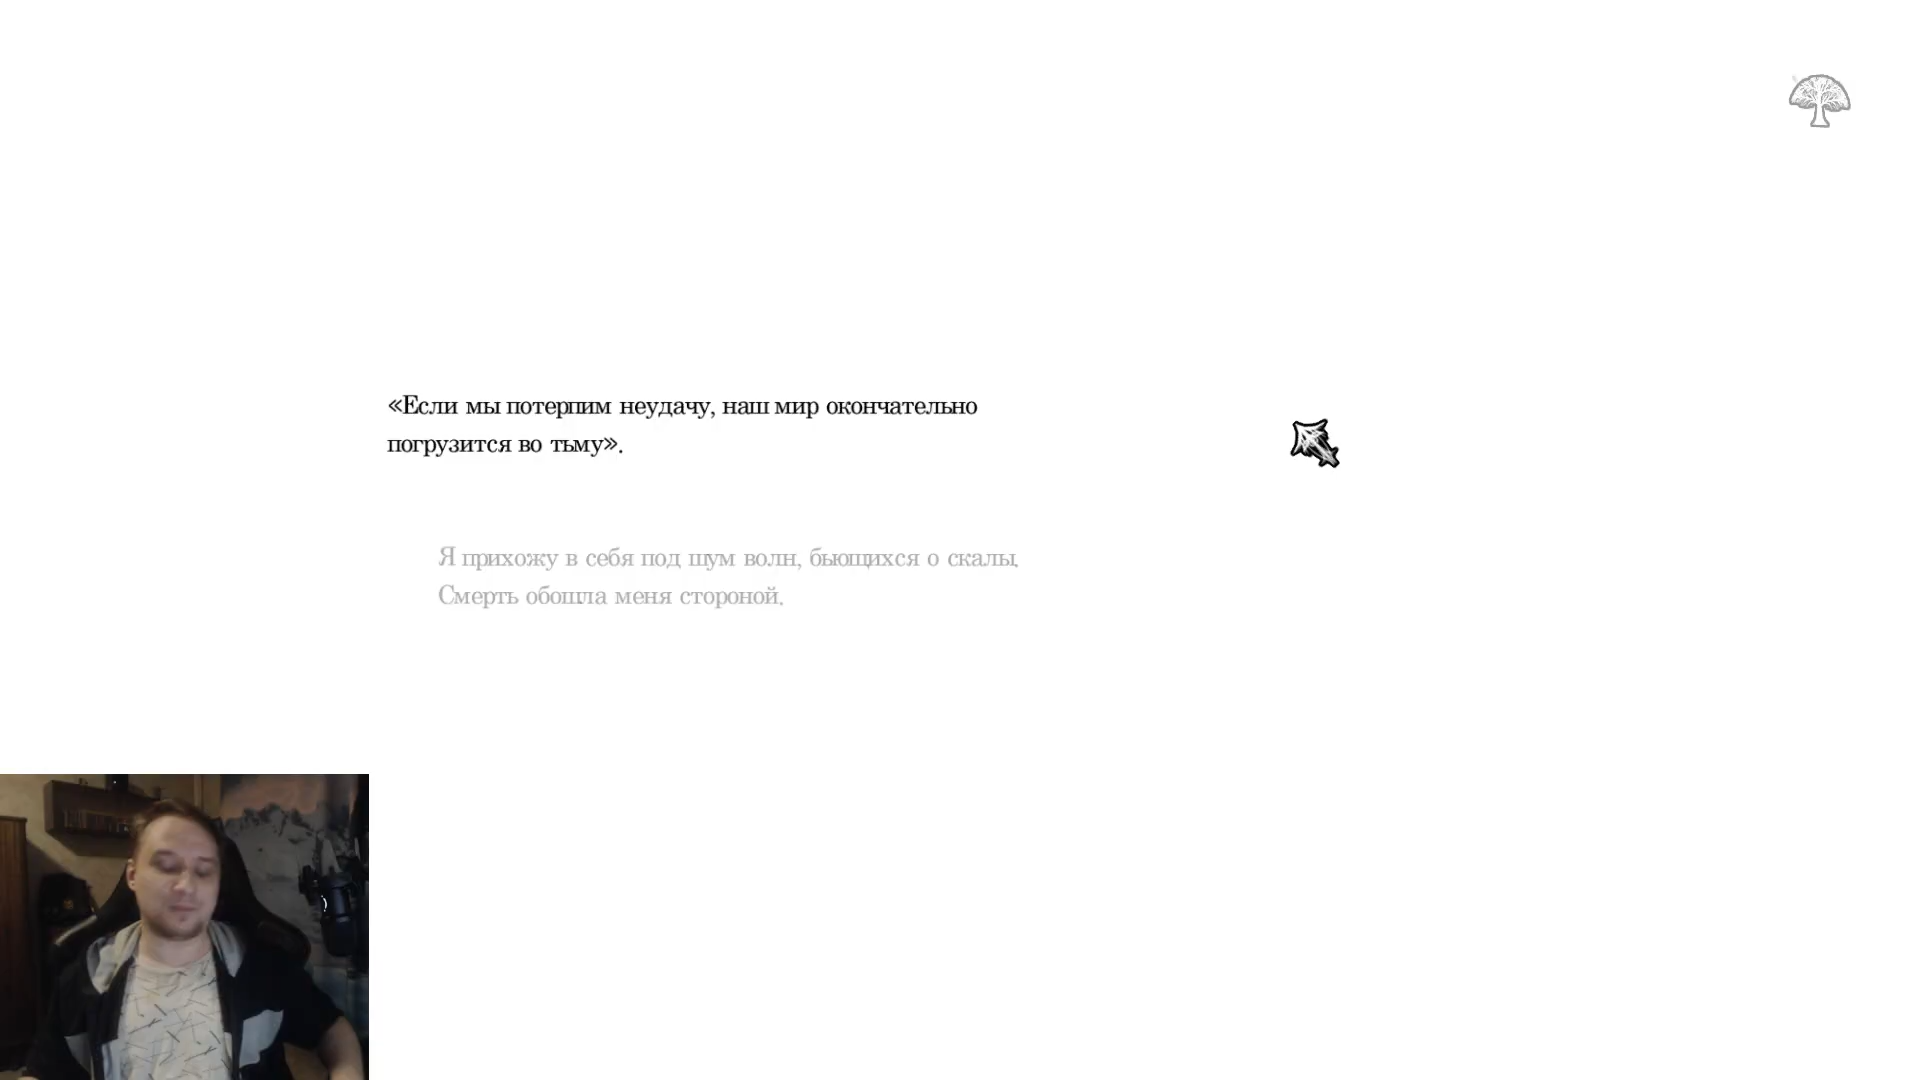 «Если мы потерпим неудачу, наш мир окончательно
погрузится во тьму».
Я прихожу в себя под шум волн, бьющихся о скалы.
Смерть обошла меня стороной.